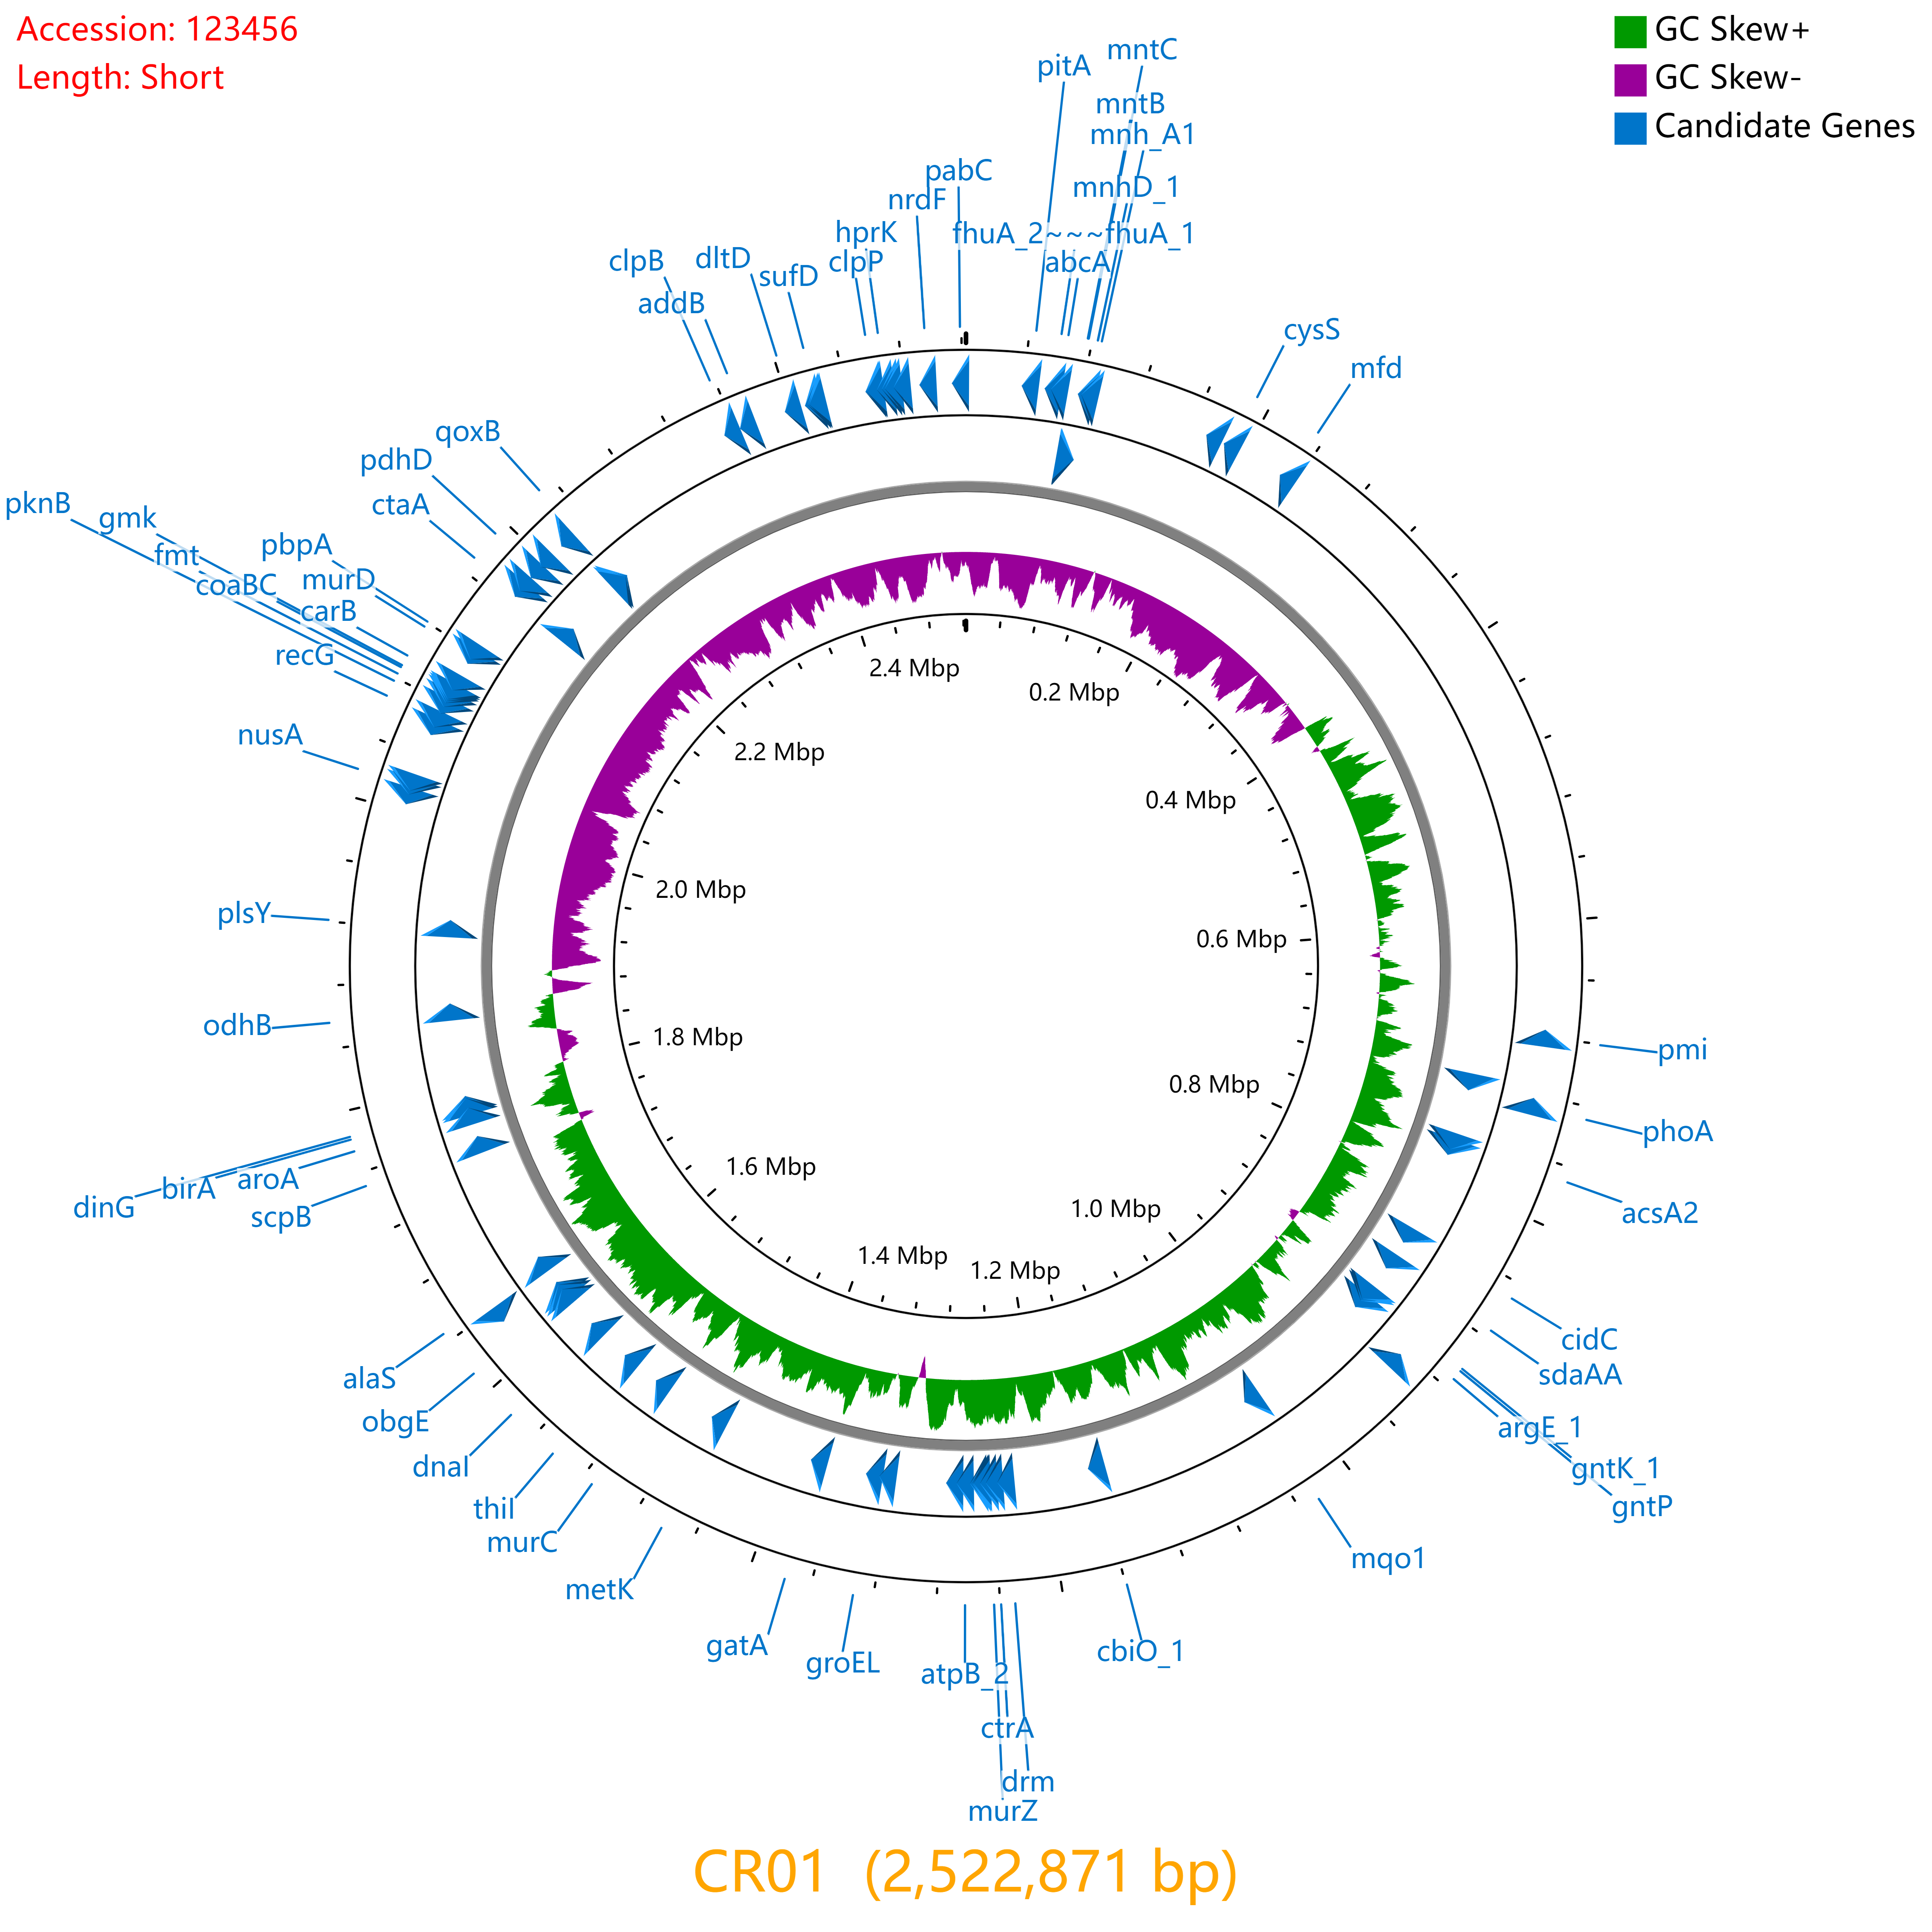 Accession: 123456
Length: Short
GC Skew+
GC Skew-
Candidate Genes
mntC
pitA
mntB
mnh_A1
pabC
mnhD_1
nrdF
hprK
fhuA_2~~~fhuA_1
clpP
abcA
dltD
clpB
sufD
addB
cysS
mfd
qoxB
pdhD
pknB
ctaA
gmk
fmt
pbpA
coaBC
murD
carB
recG
nusA
plsY
odhB
dinG
birA
aroA
scpB
alaS
obgE
dnaI
thiI
murC
metK
gatA
groEL
atpB_2
ctrA
drm
murZ
cbiO_1
mqo1
gntP
gntK_1
argE_1
sdaAA
cidC
acsA2
phoA
pmi
2.4 Mbp
0.2 Mbp
2.2 Mbp
0.4 Mbp
2.0 Mbp
0.6 Mbp
1.8 Mbp
0.8 Mbp
1.6 Mbp
1.0 Mbp
1.4 Mbp
1.2 Mbp
CR01 (2,522,871 bp)